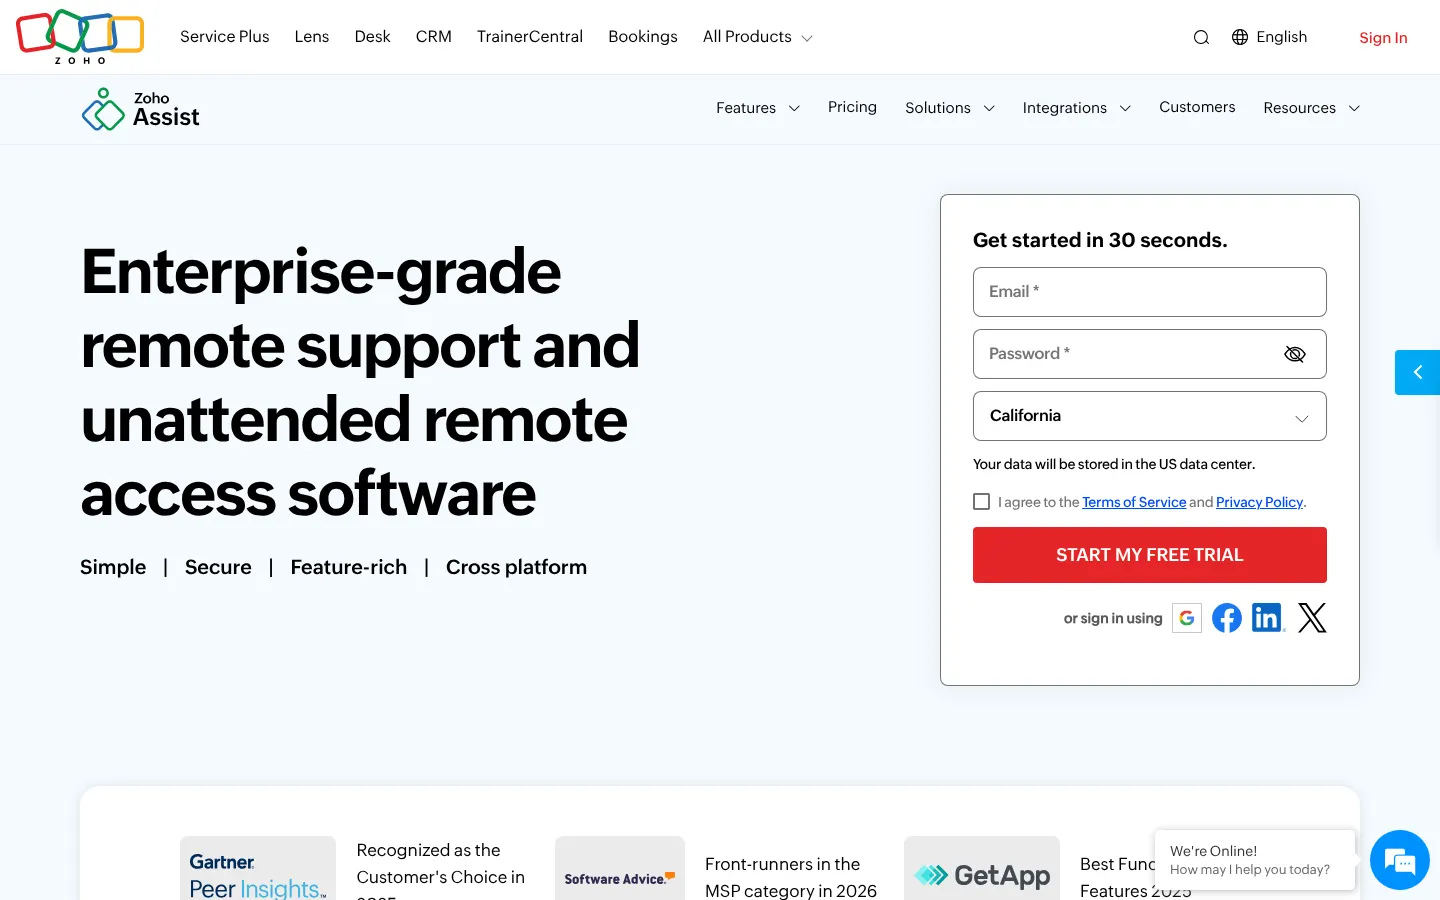 ZOHO
Service Plus
Lens
Desk
CRM
TrainerCentral
Bookings
All Products
English
Sign In
Zoho
Assist
Features
Pricing
Solutions
Integrations
Customers
Resources
Enterprise-grade
remote support and
unattended remote
access software
Simple | Secure | Feature-rich | Cross platform
Get started in 30 seconds.
Email *
Password *
California
Your data will be stored in the US data center.
I agree to the Terms of Service and Privacy Policy.
START MY FREE TRIAL
or sign in using
Gartner
Peer Insights™
Recognized as the
Customer's Choice in
Software Advice.
Front-runners in the
MSP category in 2026
GetApp
Best
Features 2025
We're Online!
How may I help you today?